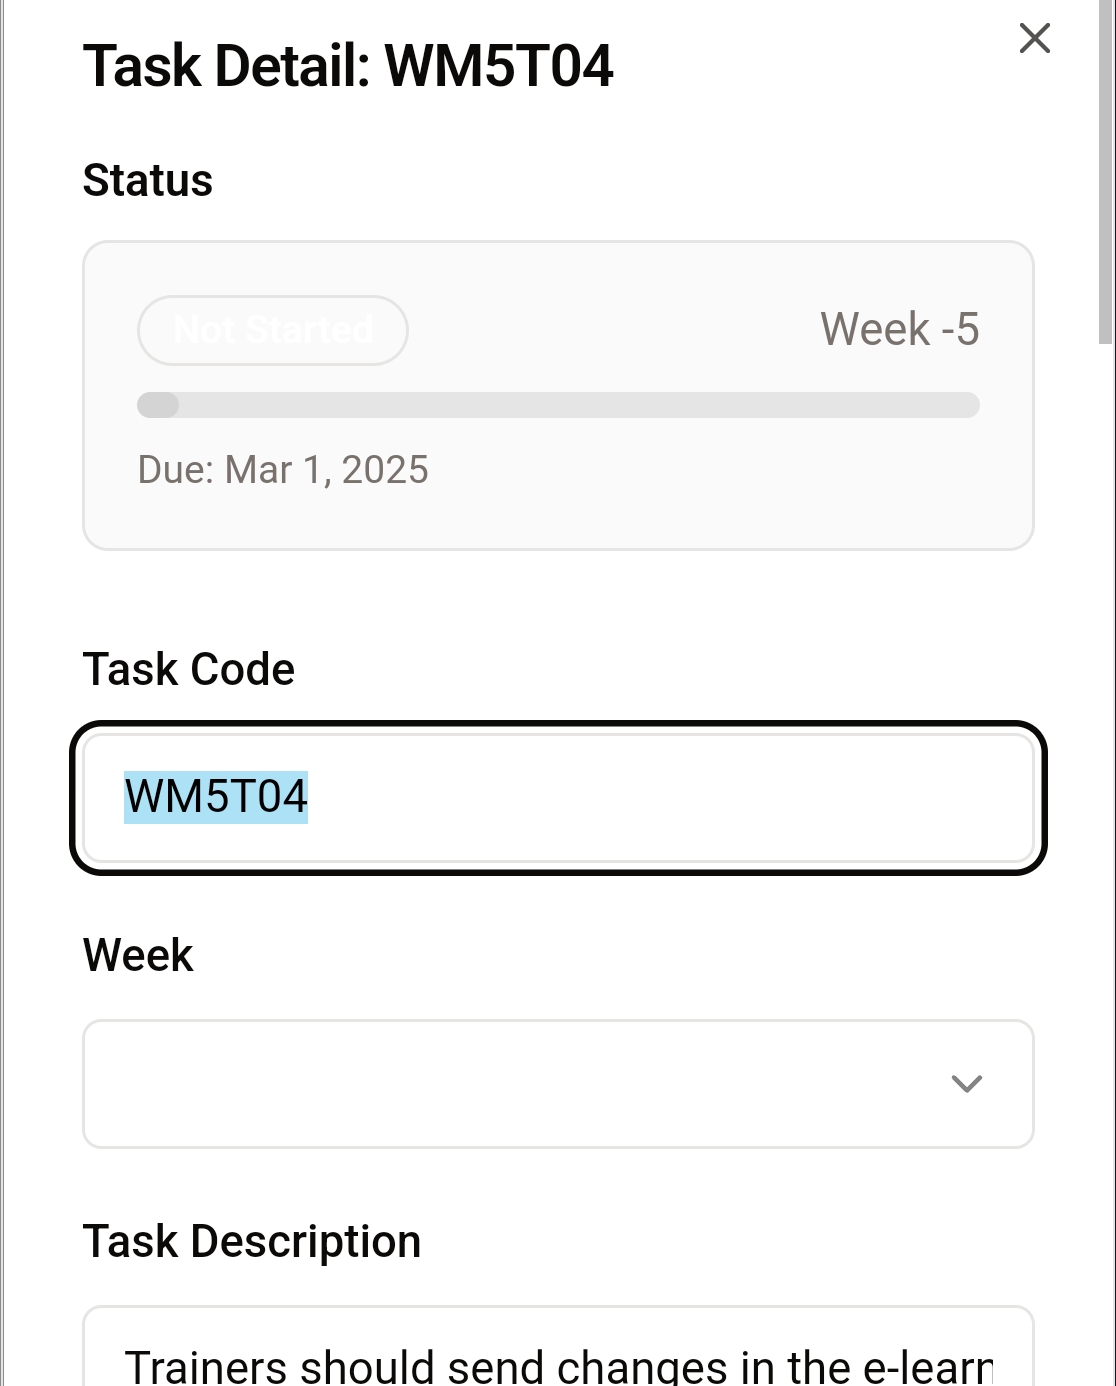 Task Detail: WM5T04
Status
Not Started
Week -5
Due: Mar 1, 2025
Task Code
WM5T04
Week
Task Description
Trainers should send changes in the e-learn